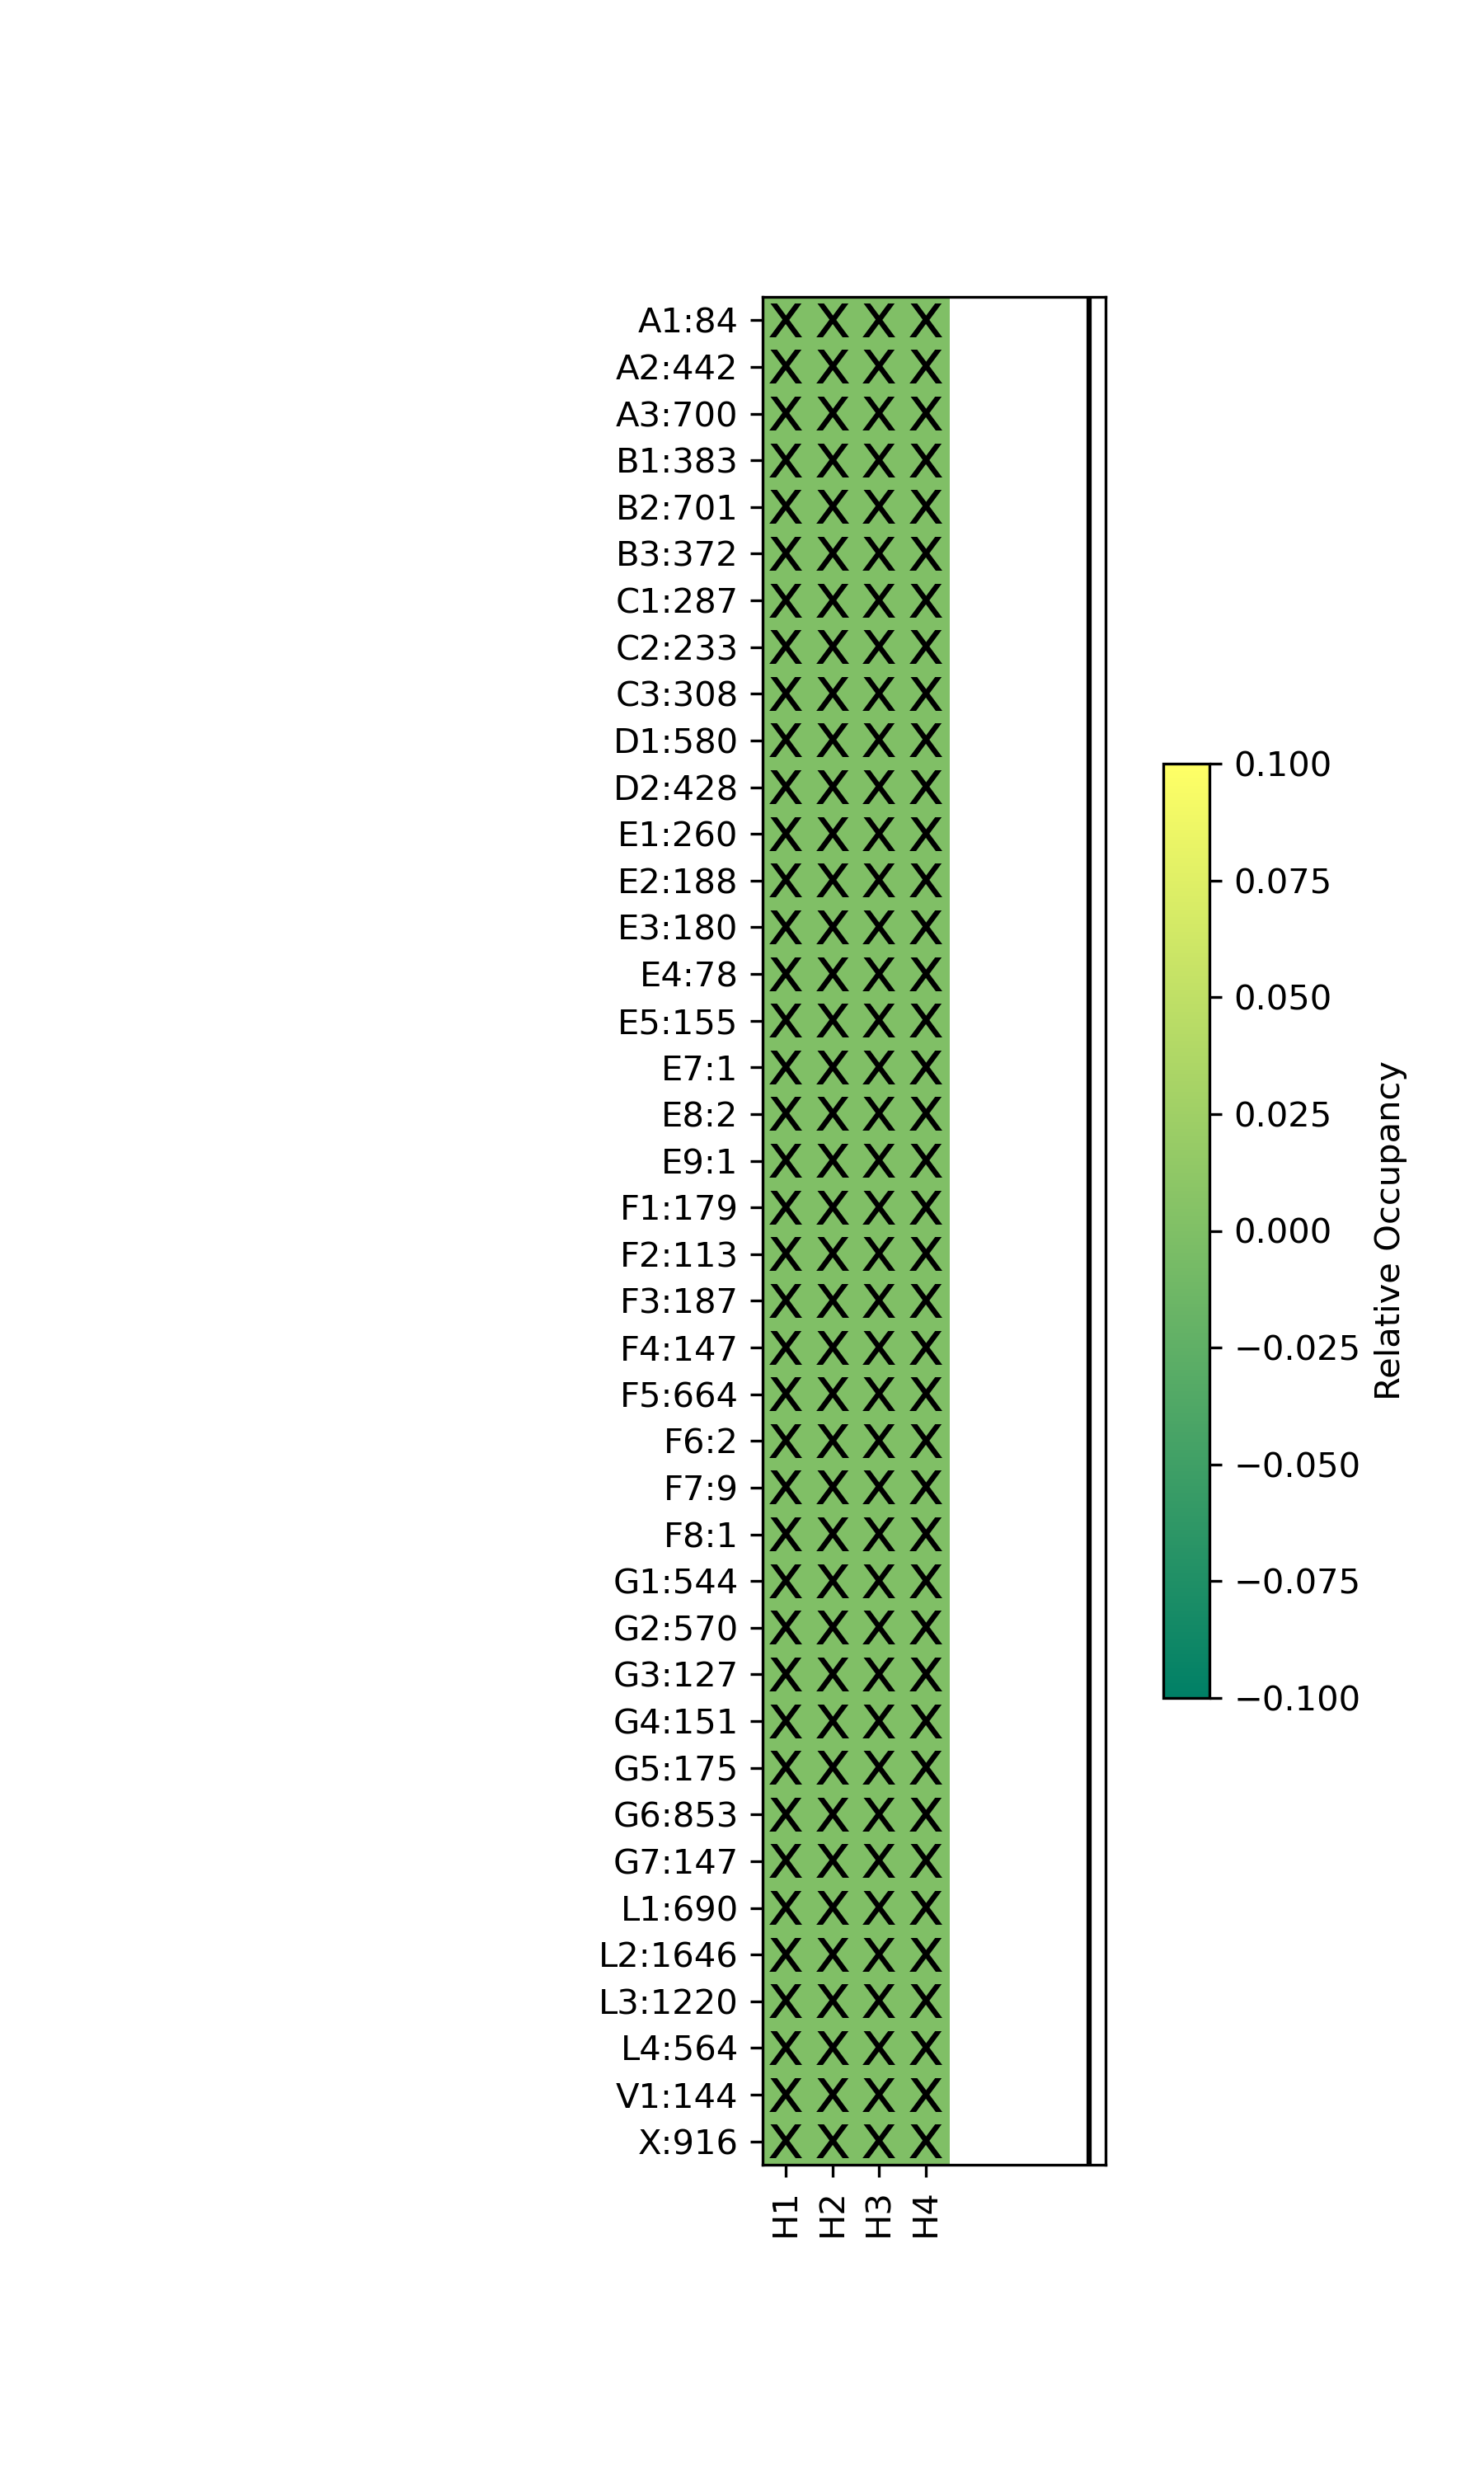 A1:84 X X X X
A2:442 X X X X
A3:700 X X X X
B1:383 X X X X
B2:701 X X X X
B3:372 X X X X
C1:287 X X X X
C2:233 X X X X
C3:308 X X X X
D1:580 X X X X
D2:428 X X X X
E1:260 X X X X
E2:188 X X X X
E3:180 X X X X
E4:78 X X X X
E5:155 X X X X
E7:1 X X X X
E8:2 X X X X
E9:1 X X X X
F1:179 X X X X
F2:113 X X X X
F3:187 X X X X
F4:147 X X X X
F5:664 X X X X
F6:2 X X X X
F7:9 X X X X
F8:1 X X X X
G1:544 X X X X
G2:570 X X X X
G3:127 X X X X
G4:151 X X X X
G5:175 X X X X
G6:853 X X X X
G7:147 X X X X
L1:690 X X X X
L2:1646 X X X X
L3:1220 X X X X
L4:564 X X X X
V1:144 X X X X
X:916 X X X X
H1 H2 H3 H4
0.100
0.075
0.050
0.025
0.000
−0.025
−0.050
−0.075
−0.100
Relative Occupancy